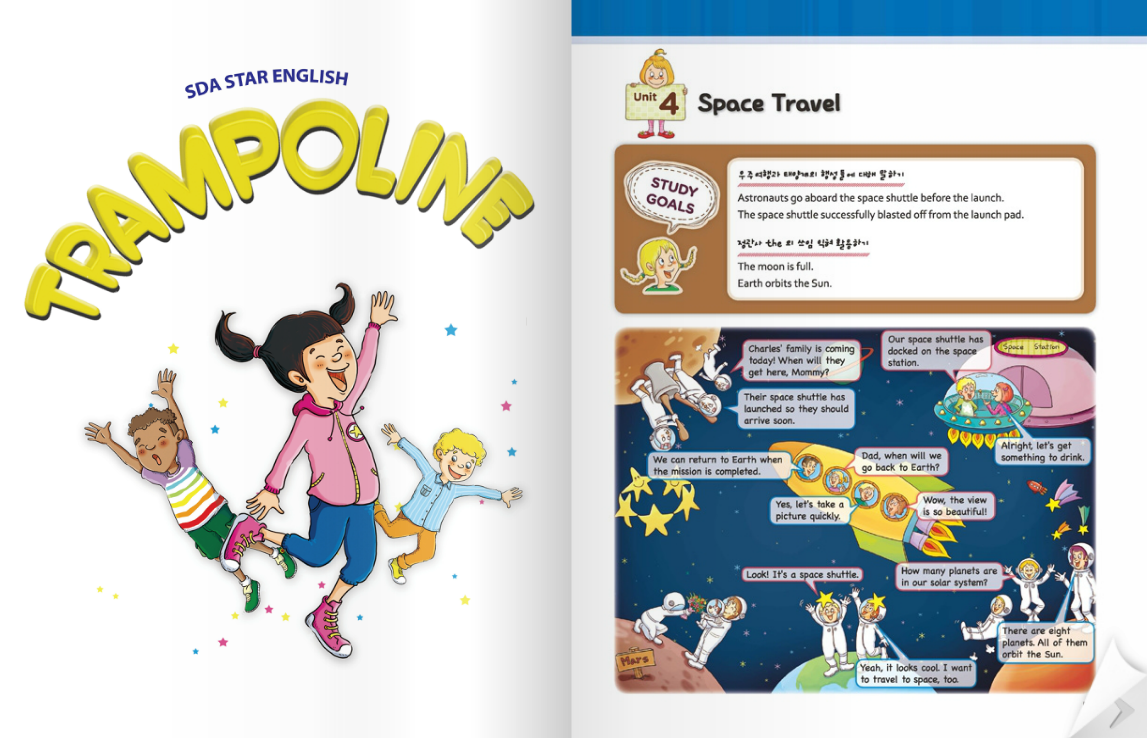 SDA STAR ENGLISH
TRAMPOLINE
Unit 4 Space Travel
STUDY
GOALS
우주여행과 태양계의 행성들에 대해 말하기
Astronauts go aboard the space shuttle before the launch.
The space shuttle successfully blasted off from the launch pad.
정관사 the 의 쓰임 익혀 활용하기
The moon is full.
Earth orbits the Sun.
Charles' family is coming
today! When will they
get here, Mommy?
Their space shuttle has
launched so they should
arrive soon.
Our space shuttle has
docked on the space
station.
Space Station
Alright, let's get
something to drink.
We can return to Earth when
the mission is completed.
Dad, when will we
go back to Earth?
Yes, let's take a
picture quickly.
Wow, the view
is so beautiful!
Look! It's a space shuttle.
How many planets are
in our solar system?
There are eight
planets. All of them
orbit the Sun.
Mars
Yeah, it looks cool. I want
to travel to space, too.